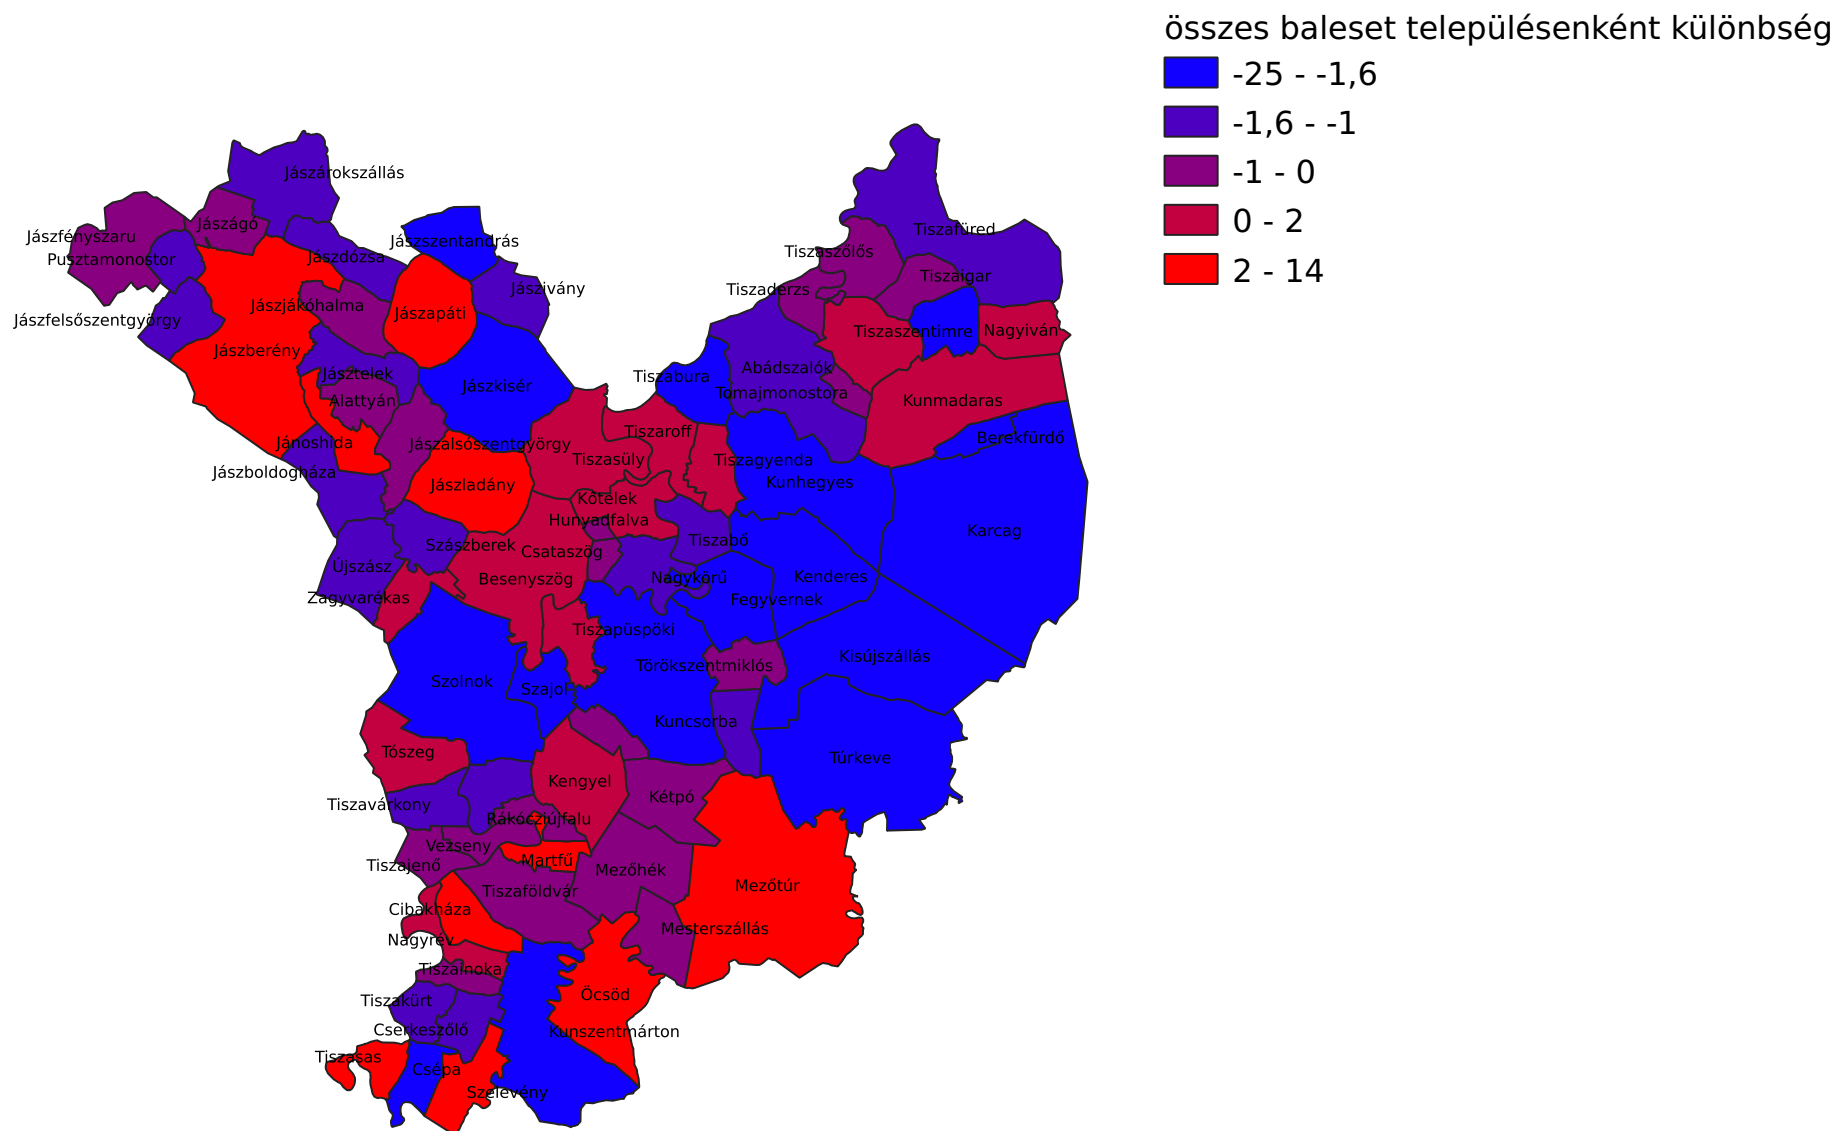 összes baleset településenként különbség
-25 - -1,6
-1,6 - -1
-1 - 0
0 - 2
2 - 14
Jászárokszállás
Jászágó
Jászfényszaru
Pusztamonostor
Jászdózsa
Jászszentandrás
Jászivány
Jászjákóhalma
Jászapáti
Jászfelsőszentgyörgy
Jászberény
Jásztelek
Jászkisér
Alattyán
Jánoshida
Jászalsószentgyörgy
Jászboldogháza
Jászladány
Tiszafüred
Tiszaszőlős
Tiszaigar
Tiszaderzs
Tiszaszentimre
Nagyiván
Abádszalók
Tiszabura
Tomajmonostora
Kunmadaras
Tiszaroff
Berekfürdő
Tiszasüly
Tiszagyenda
Kunhegyes
Kőtelek
Hunyadfalva
Karcag
Tiszabő
Szászberek
Csataszög
Újszász
Besenyszög
Nagykörű
Kenderes
Zagyvarékas
Fegyvernek
Tiszapüspöki
Kisújszállás
Törökszentmiklós
Szolnok
Szajol
Kuncsorba
Tószeg
Túrkeve
Kengyel
Kétpó
Tiszavárkony
Rákóczújfalu
Vezseny
Martfű
Tiszajenő
Mezőhék
Mezőtúr
Tiszaföldvár
Cibakháza
Mesterszállás
Nagyrév
Tiszainoka
Öcsöd
Tiszakürt
Cserkeszőlő
Kunszentmárton
Tiszasas
Csépa
Szelevény